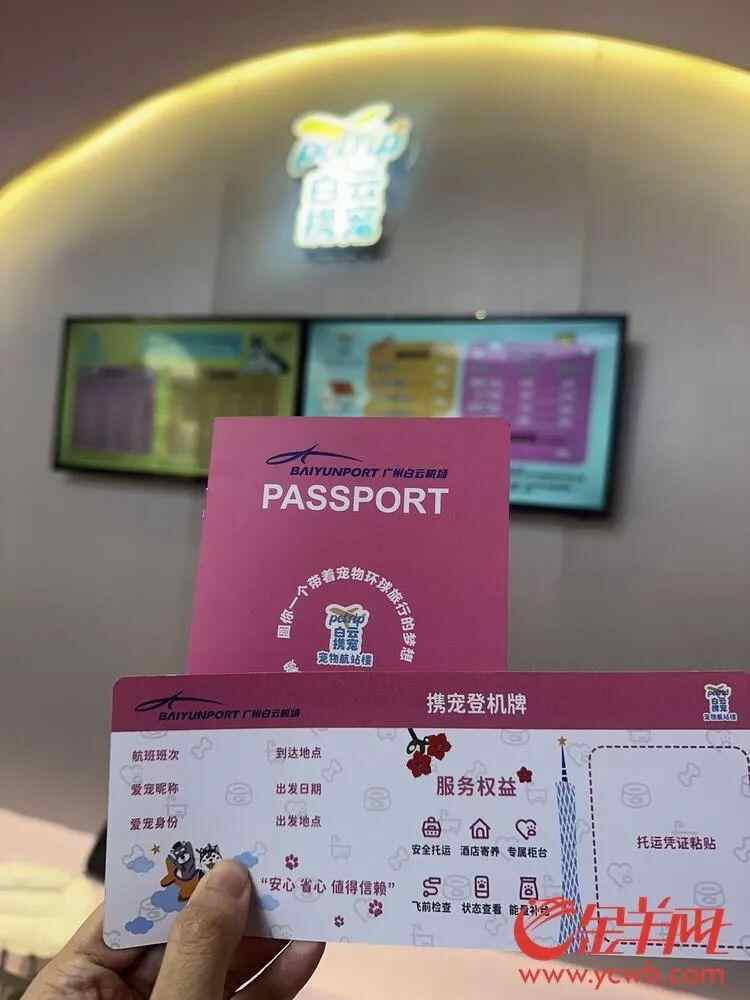 petrip
白云
携宠
BAIYUNPORT 广州白云机场
PASSPORT
圆你一个带着宠物环球旅行的梦想
petrip
白云
携宠
宠物航站楼
BAIYUNPORT 广州白云机场
携宠登机牌
petrip
白云
携宠
宠物航站楼
航班班次
到达地点
爱宠昵称
出发日期
爱宠身份
出发地点
服务权益
安全托运
酒店寄养
专属柜台
飞前检查
状态查看
能量补给
托运凭证粘贴
“安心 省心 值得信赖”
金羊网
www.ycwb.com